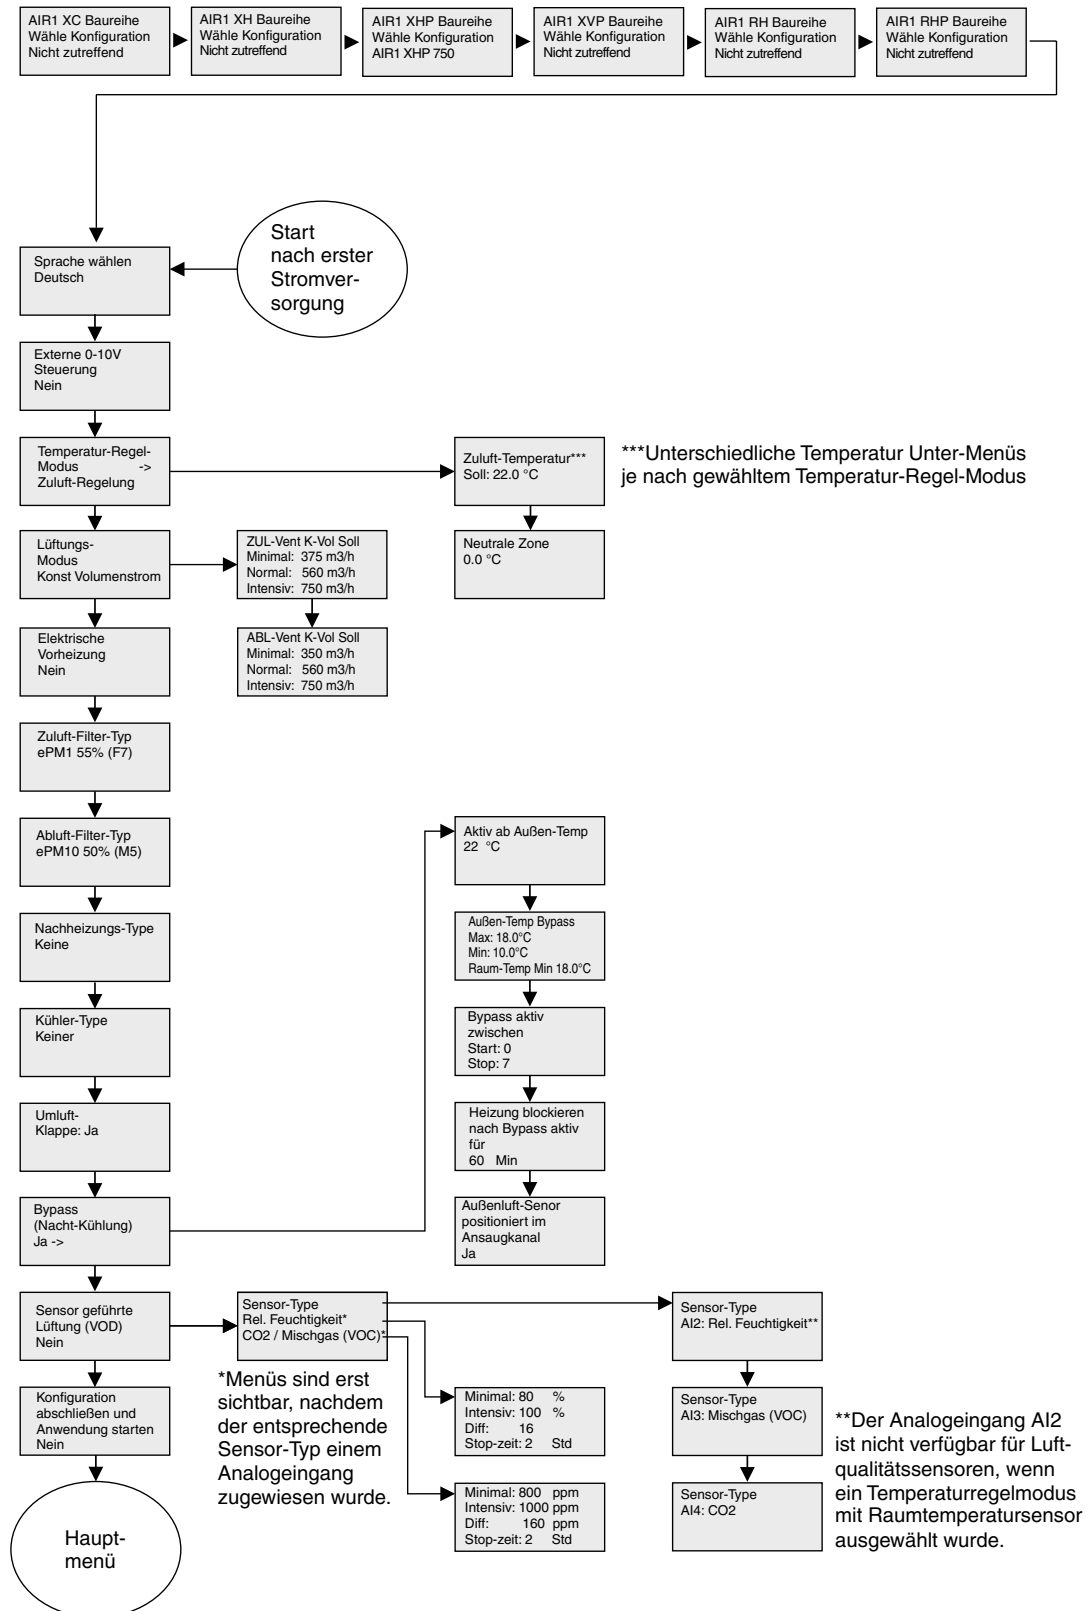 AIR1 XC Baureihe
Wähle Konfiguration
Nicht zutreffend
AIR1 XH Baureihe
Wähle Konfiguration
Nicht zutreffend
AIR1 XHP Baureihe
Wähle Konfiguration
AIR1 XHP 750
AIR1 XVP Baureihe
Wähle Konfiguration
Nicht zutreffend
AIR1 RH Baureihe
Wähle Konfiguration
Nicht zutreffend
AIR1 RHP Baureihe
Wähle Konfiguration
Nicht zutreffend
Start
nach erster
Stromver-
sorgung
Sprache wählen
Deutsch
Externe 0-10V
Steuerung
Nein
Temperatur-Regel-
Modus ->
Zuluft-Regelung
Zuluft-Temperatur***
Soll: 22.0 °C
***Unterschiedliche Temperatur Unter-Menüs
je nach gewähltem Temperatur-Regel-Modus
Neutrale Zone
0.0 °C
Lüftungs-
Modus
Konst Volumenstrom
ZUL-Vent K-Vol Soll
Minimal: 375 m3/h
Normal: 560 m3/h
Intensiv: 750 m3/h
ABL-Vent K-Vol Soll
Minimal: 350 m3/h
Normal: 560 m3/h
Intensiv: 750 m3/h
Elektrische
Vorheizung
Nein
Zuluft-Filter-Typ
ePM1 55% (F7)
Abluft-Filter-Typ
ePM10 50% (M5)
Nachheizungs-Type
Keine
Kühler-Type
Keiner
Umluft-
Klappe: Ja
Bypass
(Nacht-Kühlung)
Ja ->
Aktiv ab Außen-Temp
22 °C
Außen-Temp Bypass
Max: 18.0°C
Min: 10.0°C
Raum-Temp Min 18.0°C
Bypass aktiv
zwischen
Start: 0
Stop: 7
Heizung blockieren
nach Bypass aktiv
für
60 Min
Außenluft-Senor
positioniert im
Ansaugkanal
Ja
Sensor geführte
Lüftung (VOD)
Nein
Sensor-Type
Rel. Feuchtigkeit*
CO2 / Mischgas (VOC)*
*Menüs sind erst
sichtbar, nachdem
der entsprechende
Sensor-Typ einem
Analogeingang
zugewiesen wurde.
Minimal: 80 %
Intensiv: 100 %
Diff: 16
Stop-zeit: 2 Std
Minimal: 800 ppm
Intensiv: 1000 ppm
Diff: 160 ppm
Stop-zeit: 2 Std
Sensor-Type
AI2: Rel. Feuchtigkeit**
Sensor-Type
AI3: Mischgas (VOC)
Sensor-Type
AI4: CO2
**Der Analogeingang AI2
ist nicht verfügbar für Luft-
qualitätssensoren, wenn
ein Temperaturregelmodus
mit Raumtemperatursensor
ausgewählt wurde.
Konfiguration
abschließen und
Anwendung starten
Nein
Haupt-
menü